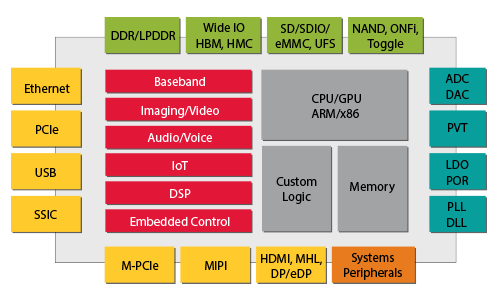 DDR/LPDDR
Wide IO
HBM, HMC
SD/SDIO/
eMMC, UFS
NAND, ONFi,
Toggle
Ethernet
PCIe
USB
SSIC
Baseband
Imaging/Video
Audio/Voice
IoT
DSP
Embedded Control
CPU/GPU
ARM/x86
Custom
Logic
Memory
ADC
DAC
PVT
LDO
POR
PLL
DLL
M-PCIe
MIPI
HDMI, MHL,
DP/eDP
Systems
Peripherals